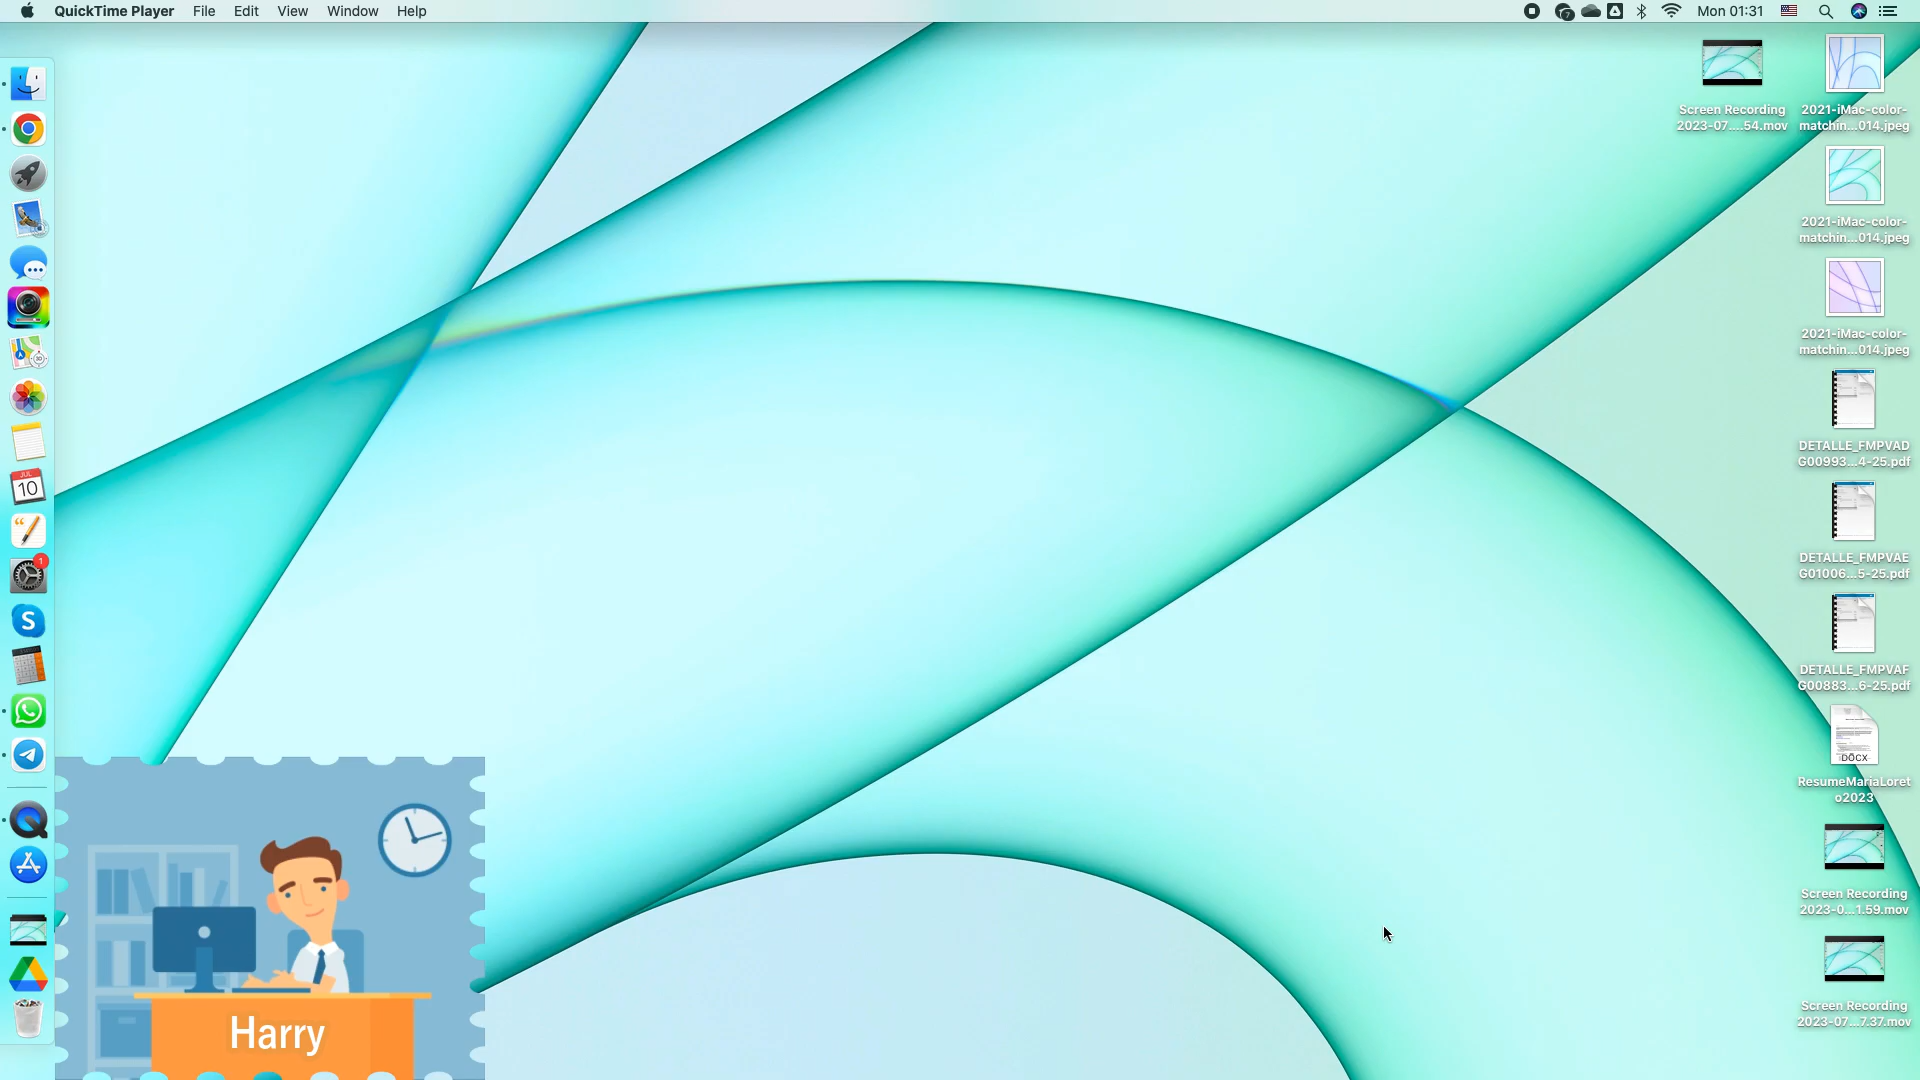 QuickTime Player File Edit View Window Help
Mon 01:31
Screen Recording
2023-07....54.mov
2021-iMac-color-
matchin...014.jpeg
2021-iMac-color-
matchin...014.jpeg
2021-iMac-color-
matchin...014.jpeg
DETALLE_FMPVAD
G00993...4-25.pdf
DETALLE_FMPVAE
G01006...5-25.pdf
DETALLE_FMPVAF
G00883...6-25.pdf
DOCX
ResumeMariaLoret
o2023
Screen Recording
2023-0...1.59.mov
Screen Recording
2023-07...7.37.mov
JUL
10
1
S
Harry